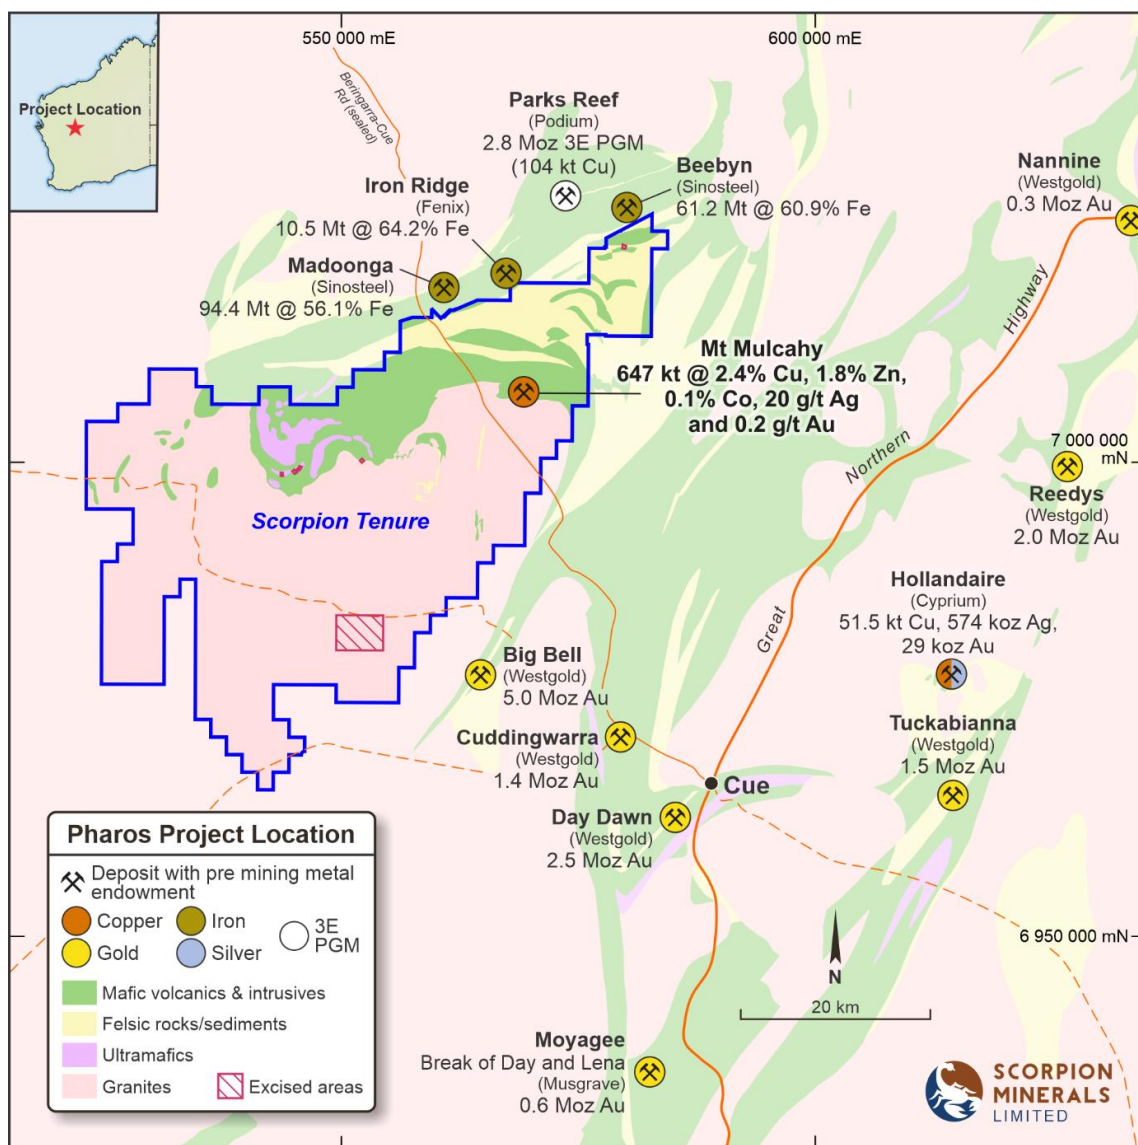 550 000 mE
600 000 mE
Project Location
Beringarra-Cue
Rd (sealed)
Parks Reef
(Podium)
2.8 Moz 3E PGM
(104 kt Cu)
Beebyn
(Sinosteel)
61.2 Mt @ 60.9% Fe
Nannine
(Westgold)
0.3 Moz Au
Iron Ridge
(Fenix)
10.5 Mt @ 64.2% Fe
Madoonga
(Sinosteel)
94.4 Mt @ 56.1% Fe
Mt Mulcahy
647 kt @ 2.4% Cu, 1.8% Zn,
0.1% Co, 20 g/t Ag
and 0.2 g/t Au
Great Northern Highway
7 000 000
mN
Reedys
(Westgold)
2.0 Moz Au
Scorpion Tenure
Hollandaire
(Cyprium)
51.5 kt Cu, 574 koz Ag,
29 koz Au
Big Bell
(Westgold)
5.0 Moz Au
Cuddingwarra
(Westgold)
1.4 Moz Au
Tuckabianna
(Westgold)
1.5 Moz Au
Cue
Day Dawn
(Westgold)
2.5 Moz Au
Pharos Project Location
Deposit with pre mining metal
endowment
Copper
Iron
3E
PGM
Gold
Silver
Mafic volcanics & intrusives
Felsic rocks/sediments
Ultramafics
Granites
Excised areas
6 950 000 mN
N
20 km
Moyagee
Break of Day and Lena
(Musgrave)
0.6 Moz Au
SCORPION
MINERALS
LIMITED